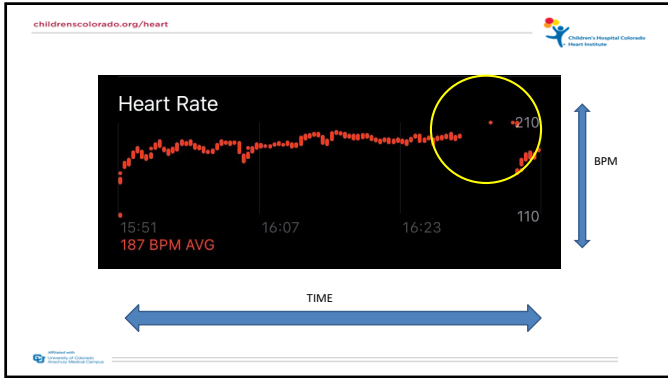 childrenscolorado.org/heart
Children's Hospital Colorado
Heart Institute
Heart Rate
210
BPM
110
15:51
16:07
16:23
187 BPM AVG
TIME
Affiliated with
University of Colorado
Anschutz Medical Campus